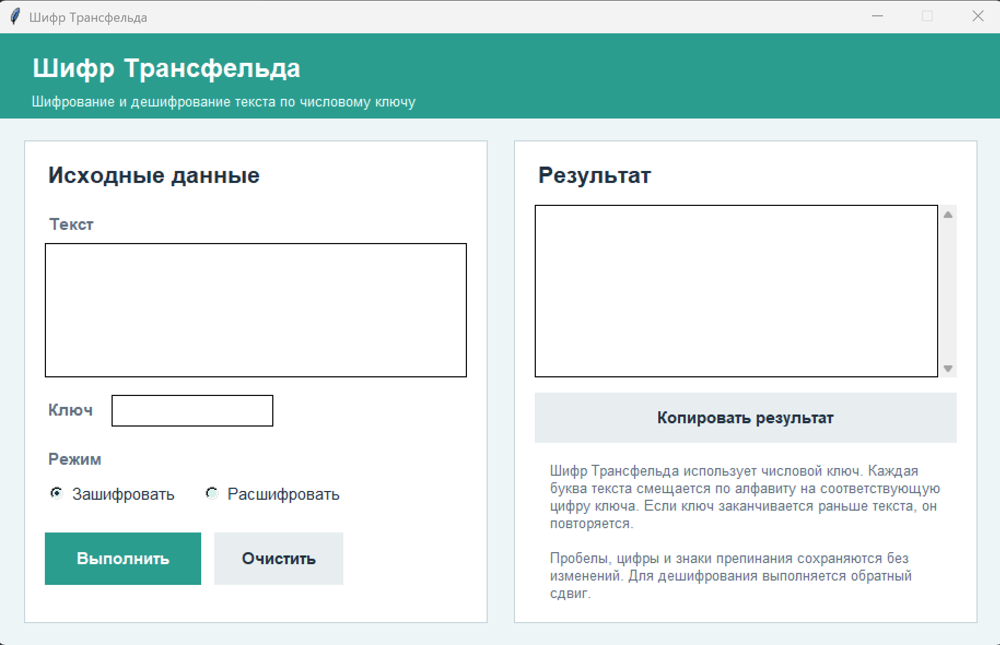 Шифр Трансфельда
Шифр Трансфельда
Шифрование и дешифрование текста по числовому ключу
Исходные данные
Текст
Ключ
Режим
Зашифровать
Расшифровать
Выполнить
Очистить
Результат
Копировать результат
Шифр Трансфельда использует числовой ключ. Каждая
буква текста смещается по алфавиту на соответствующую
цифру ключа. Если ключ заканчивается раньше текста, он
повторяется.
Пробелы, цифры и знаки препинания сохраняются без
изменений. Для дешифрования выполняется обратный
сдвиг.